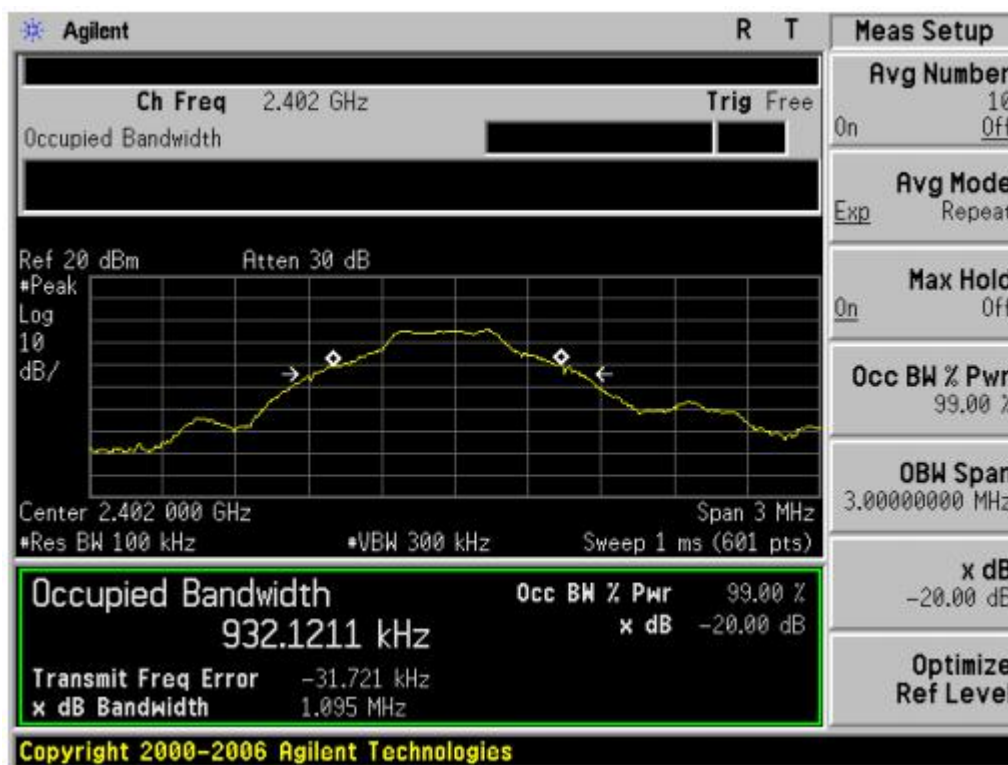 Agilent R T
Meas Setup
Ch Freq 2.402 GHz Trig Free
Occupied Bandwidth
Ref 20 dBm Atten 30 dB
#Peak
Log
10
dB/
Center 2.402 000 GHz Span 3 MHz
#Res BW 100 kHz #VBW 300 kHz Sweep 1 ms (601 pts)
Occupied Bandwidth Occ BW % Pwr 99.00 %
932.1211 kHz x dB -20.00 dB
Transmit Freq Error -31.721 kHz
x dB Bandwidth 1.095 MHz
Copyright 2000-2006 Agilent Technologies
Avg Number
10
On Off
Avg Mode
Exp Repeat
Max Hold
On Off
Occ BW % Pwr
99.00 %
OBW Span
3.00000000 MHz
x dB
-20.00 dB
Optimize
Ref Level